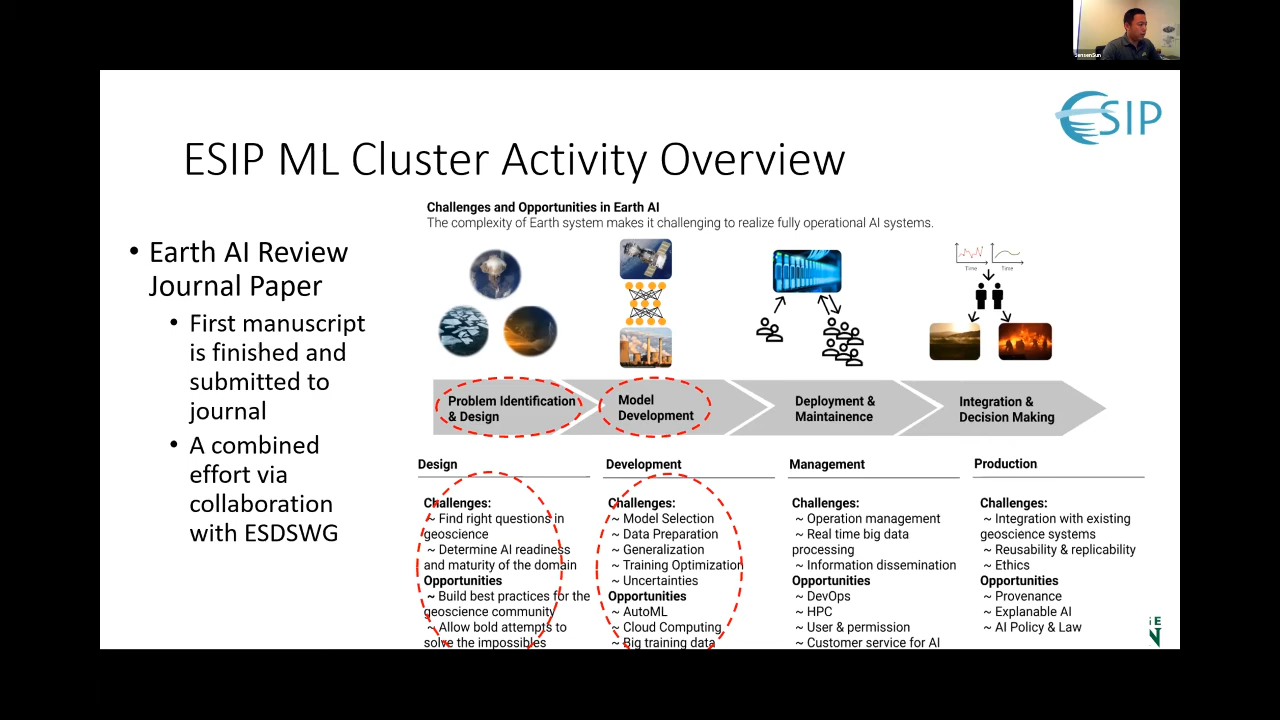 JensenSun
ESIP
ESIP ML Cluster Activity Overview
Challenges and Opportunities in Earth AI
The complexity of Earth system makes it challenging to realize fully operational AI systems.
• Earth AI Review
Journal Paper
• First manuscript
is finished and
submitted to
journal
• A combined
effort via
collaboration
with ESDSWG
Time
Time
Problem Identification
& Design
Model
Development
Deployment &
Maintainence
Integration &
Decision Making
Design
Challenges:
~ Find right questions in
geoscience
~ Determine AI readiness
and maturity of the domain
Opportunities
~ Build best practices for the
geoscience community
~ Allow bold attempts to
solve the impossibles
Development
Challenges:
~ Model Selection
~ Data Preparation
~ Generalization
~ Training Optimization
~ Uncertainties
Opportunities
~ AutoML
~ Cloud Computing
~ Big training data
Management
Challenges:
~ Operation management
~ Real time big data
processing
~ Information dissemination
Opportunities
~ DevOps
~ HPC
~ User & permission
~ Customer service for AI
Production
Challenges:
~ Integration with existing
geoscience systems
~ Reusability & replicability
~ Ethics
Opportunities
~ Provenance
~ Explanable AI
~ AI Policy & Law